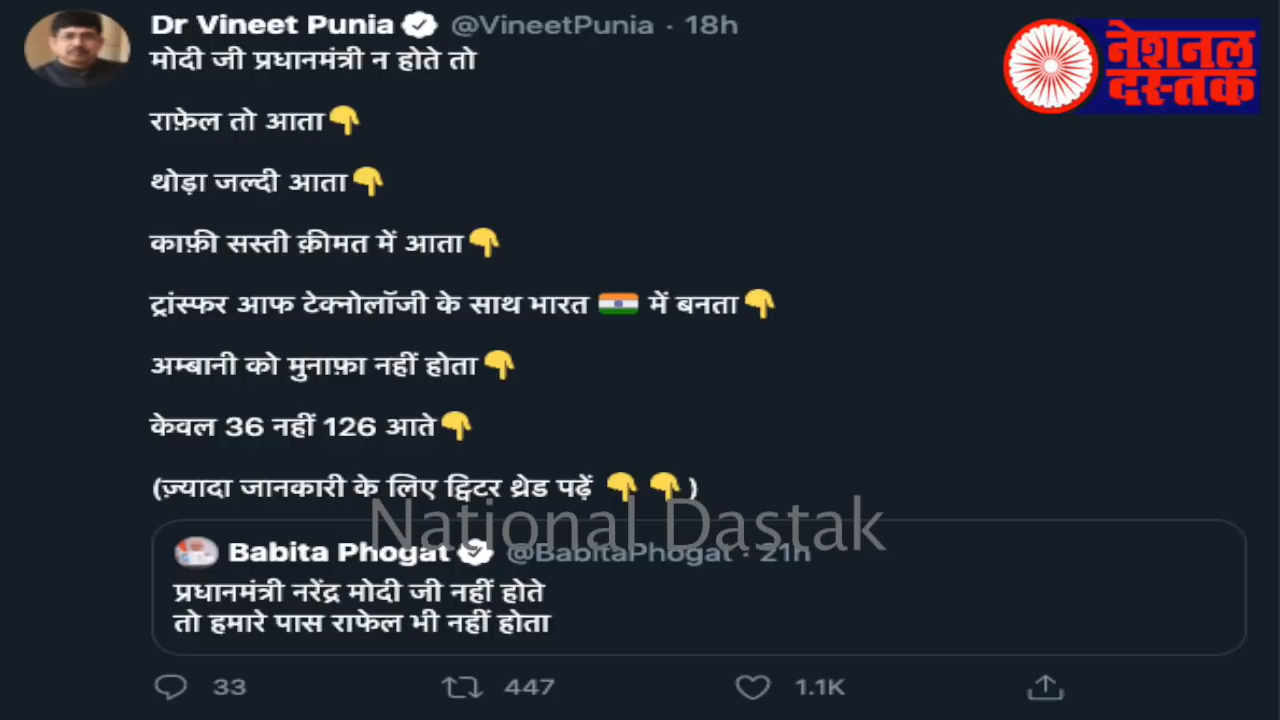 Dr Vineet Punia @VineetPunia · 18h
मोदी जी प्रधानमंत्री न होते तो
राफ़ेल तो आता👇
थोड़ा जल्दी आता👇
काफ़ी सस्ती क़ीमत में आता👇
ट्रांस्फर आफ टेक्नोलॉजी के साथ भारत 🇮🇳 में बनता👇
अम्बानी को मुनाफ़ा नहीं होता👇
केवल 36 नहीं 126 आते👇
(ज़्यादा जानकारी के लिए ट्विटर थ्रेड पढ़ें 👇👇)
Babita Phogat @BabitaPhogat · 21h
प्रधानमंत्री नरेंद्र मोदी जी नहीं होते
तो हमारे पास राफेल भी नहीं होता
33 447 1.1K
नेशनल
दस्तक
National Dastak